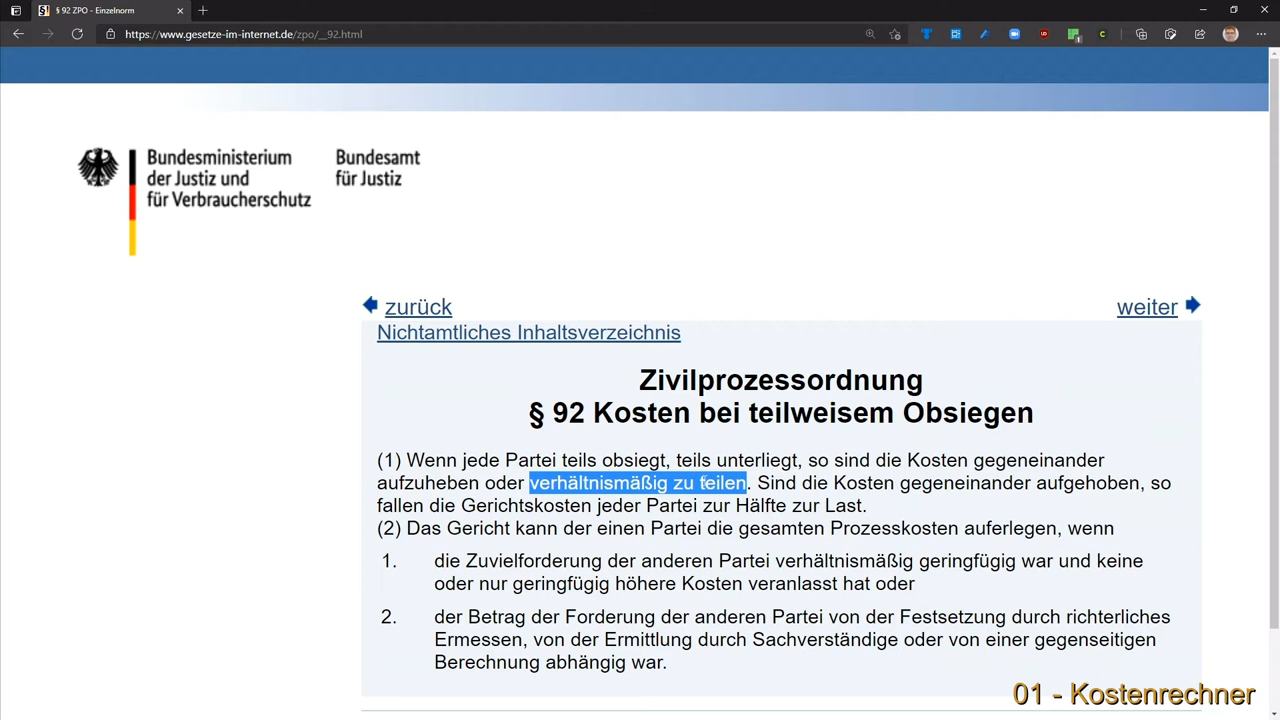 § 92 ZPO - Einzelnorm
https://www.gesetze-im-internet.de/zpo/__92.html
Bundesministerium
der Justiz und
für Verbraucherschutz
Bundesamt
für Justiz
zurück
weiter
Nichtamtliches Inhaltsverzeichnis
Zivilprozessordnung
§ 92 Kosten bei teilweisem Obsiegen
(1) Wenn jede Partei teils obsiegt, teils unterliegt, so sind die Kosten gegeneinander
aufzuheben oder verhältnismäßig zu teilen. Sind die Kosten gegeneinander aufgehoben, so
fallen die Gerichtskosten jeder Partei zur Hälfte zur Last.
(2) Das Gericht kann der einen Partei die gesamten Prozesskosten auferlegen, wenn
1. die Zuvielforderung der anderen Partei verhältnismäßig geringfügig war und keine
oder nur geringfügig höhere Kosten veranlasst hat oder
2. der Betrag der Forderung der anderen Partei von der Festsetzung durch richterliches
Ermessen, von der Ermittlung durch Sachverständige oder von einer gegenseitigen
Berechnung abhängig war.
01 - Kostenrechner